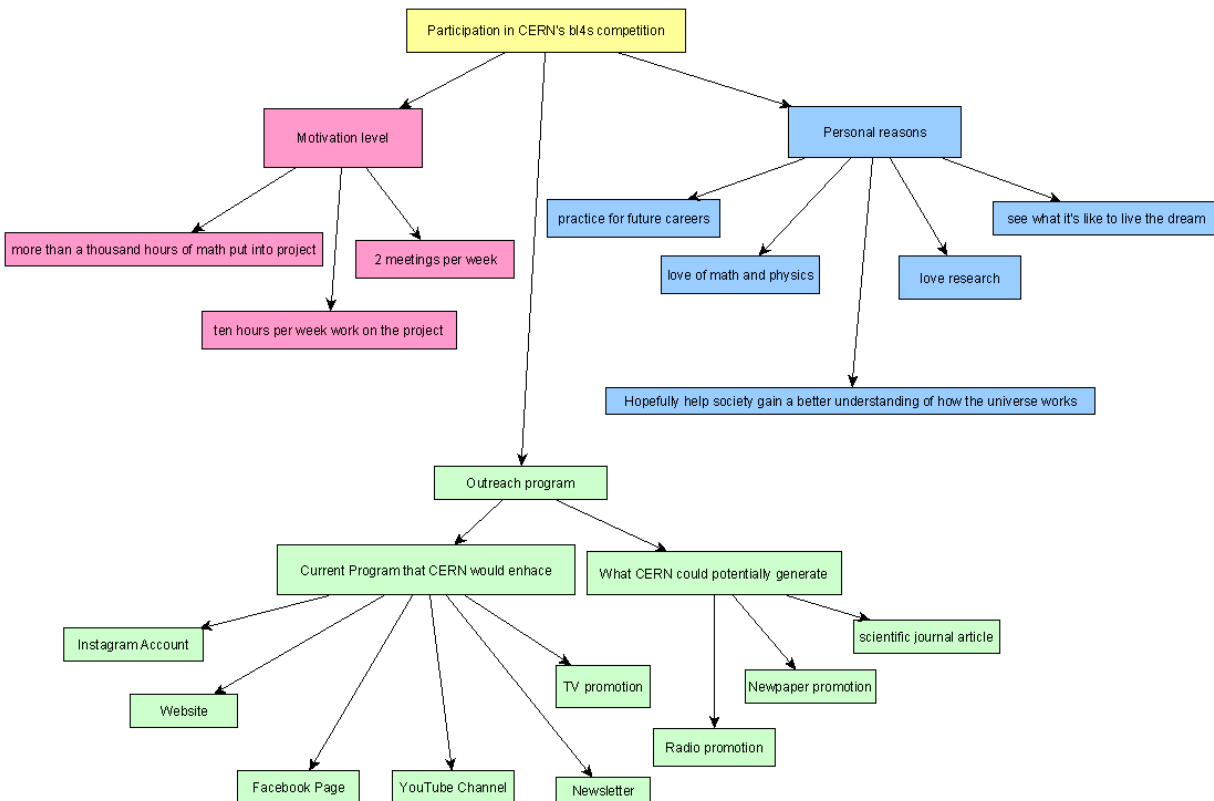 Participation in CERN's bl4s competition
Motivation level
Personal reasons
more than a thousand hours of math put into project
2 meetings per week
ten hours per week work on the project
practice for future careers
see what it's like to live the dream
love of math and physics
love research
Hopefully help society gain a better understanding of how the universe works
Outreach program
Current Program that CERN would enhace
What CERN could potentially generate
Instagram Account
Website
Facebook Page
YouTube Channel
Newsletter
TV promotion
Radio promotion
Newpaper promotion
scientific journal article